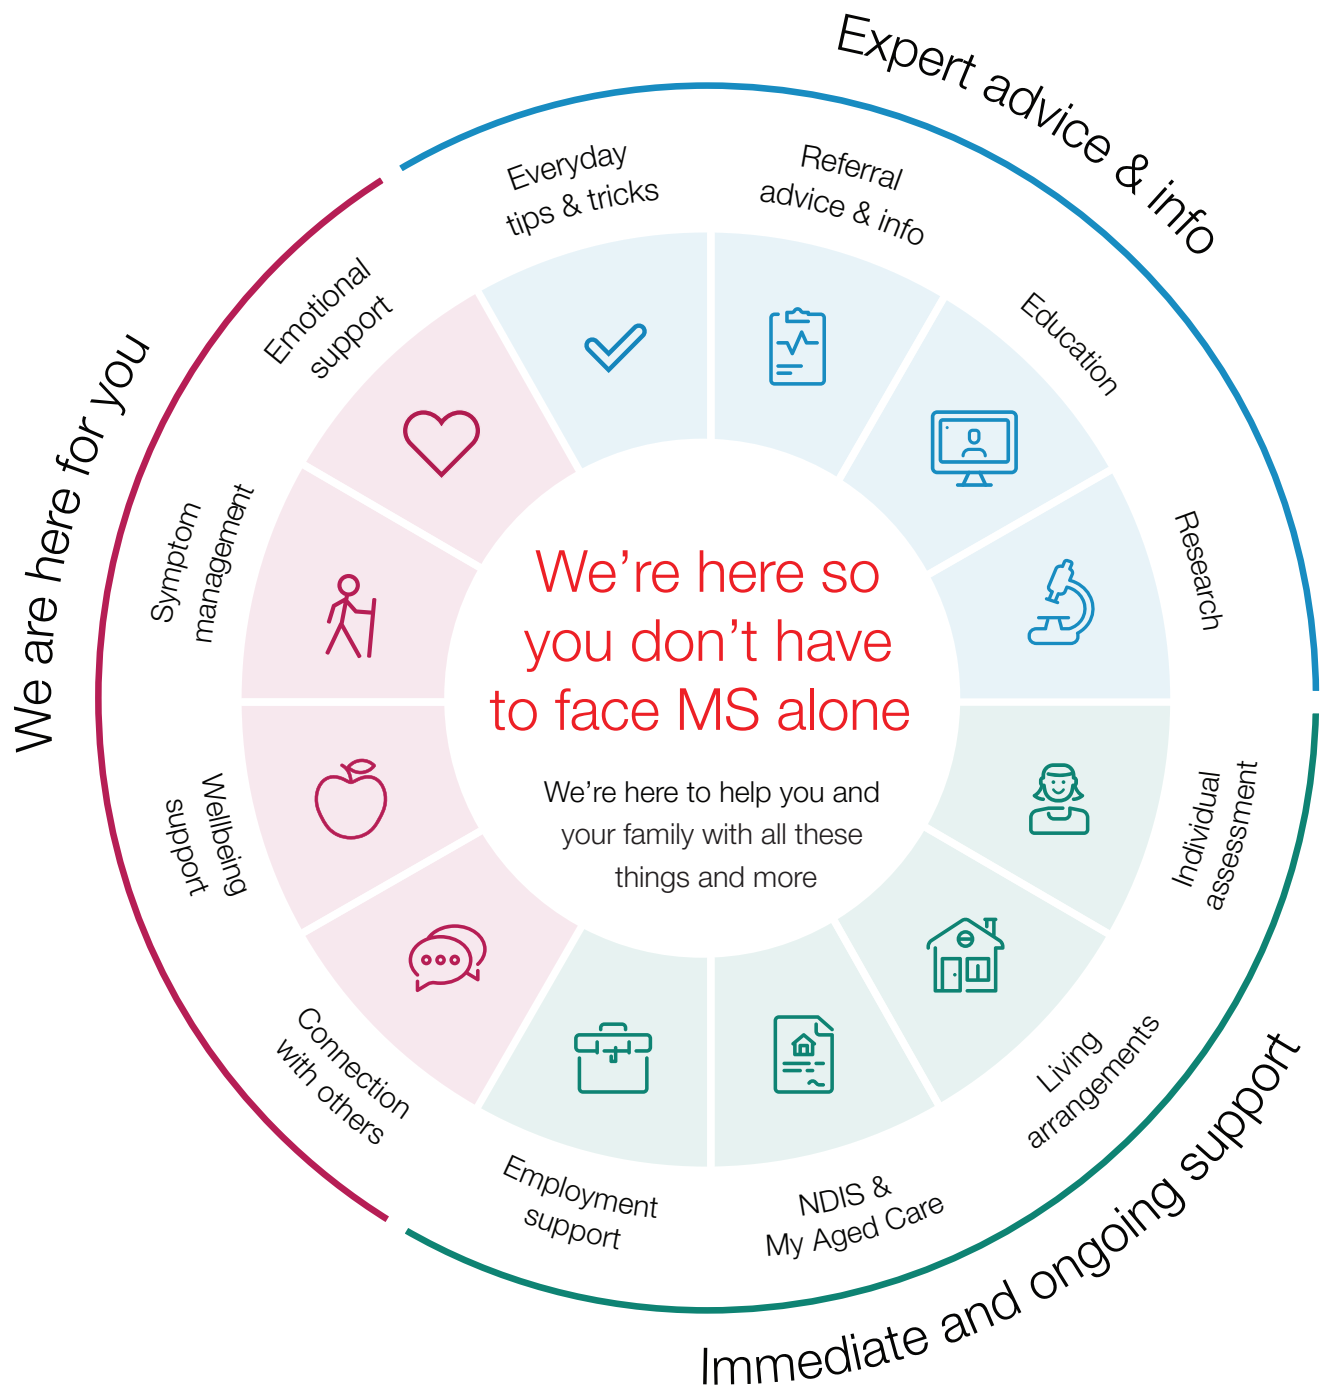 Expert advice & info
Everyday
tips & tricks
Referral
advice & info
Education
Research
Immediate and ongoing support
Individual
assessment
Living
arrangements
NDIS &
My Aged Care
Employment
support
We are here for you
Connection
with others
Wellbeing
support
Symptom
management
Emotional
support
We’re here so
you don’t have
to face MS alone
We’re here to help you and
your family with all these
things and more